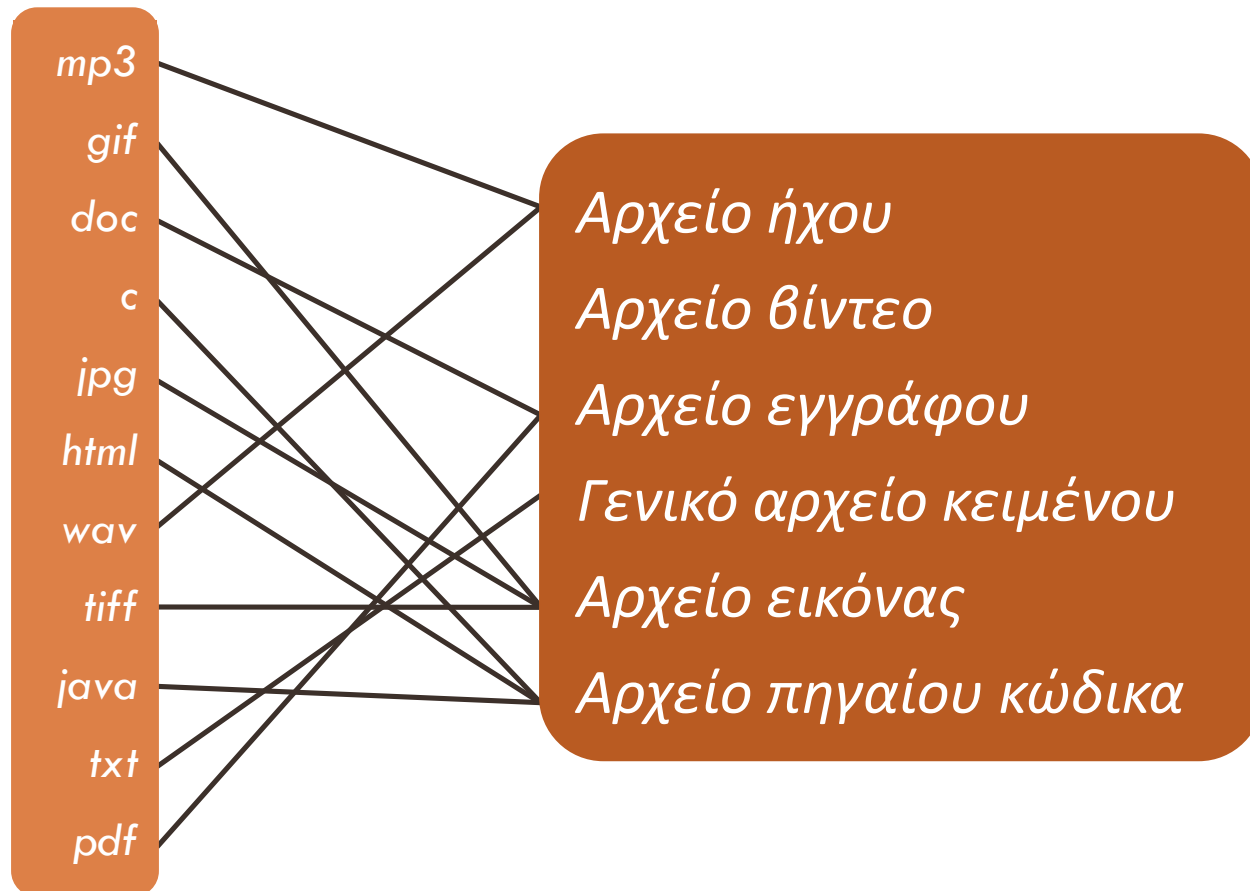 mp3
gif
doc
c
jpg
html
wav
tiff
java
txt
pdf
Αρχείο ήχου
Αρχείο βίντεο
Αρχείο εγγράφου
Γενικό αρχείο κειμένου
Αρχείο εικόνας
Αρχείο πηγαίου κώδικα